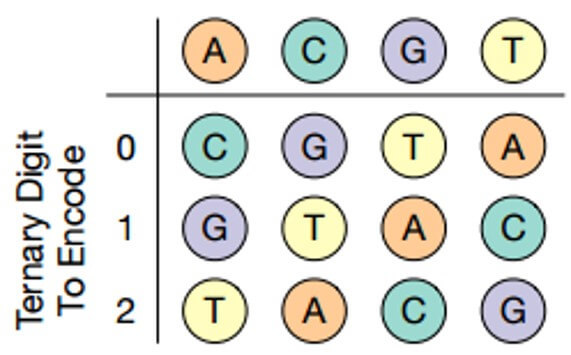 A C G T
Ternary Digit
To Encode
0 C G T A
1 G T A C
2 T A C G